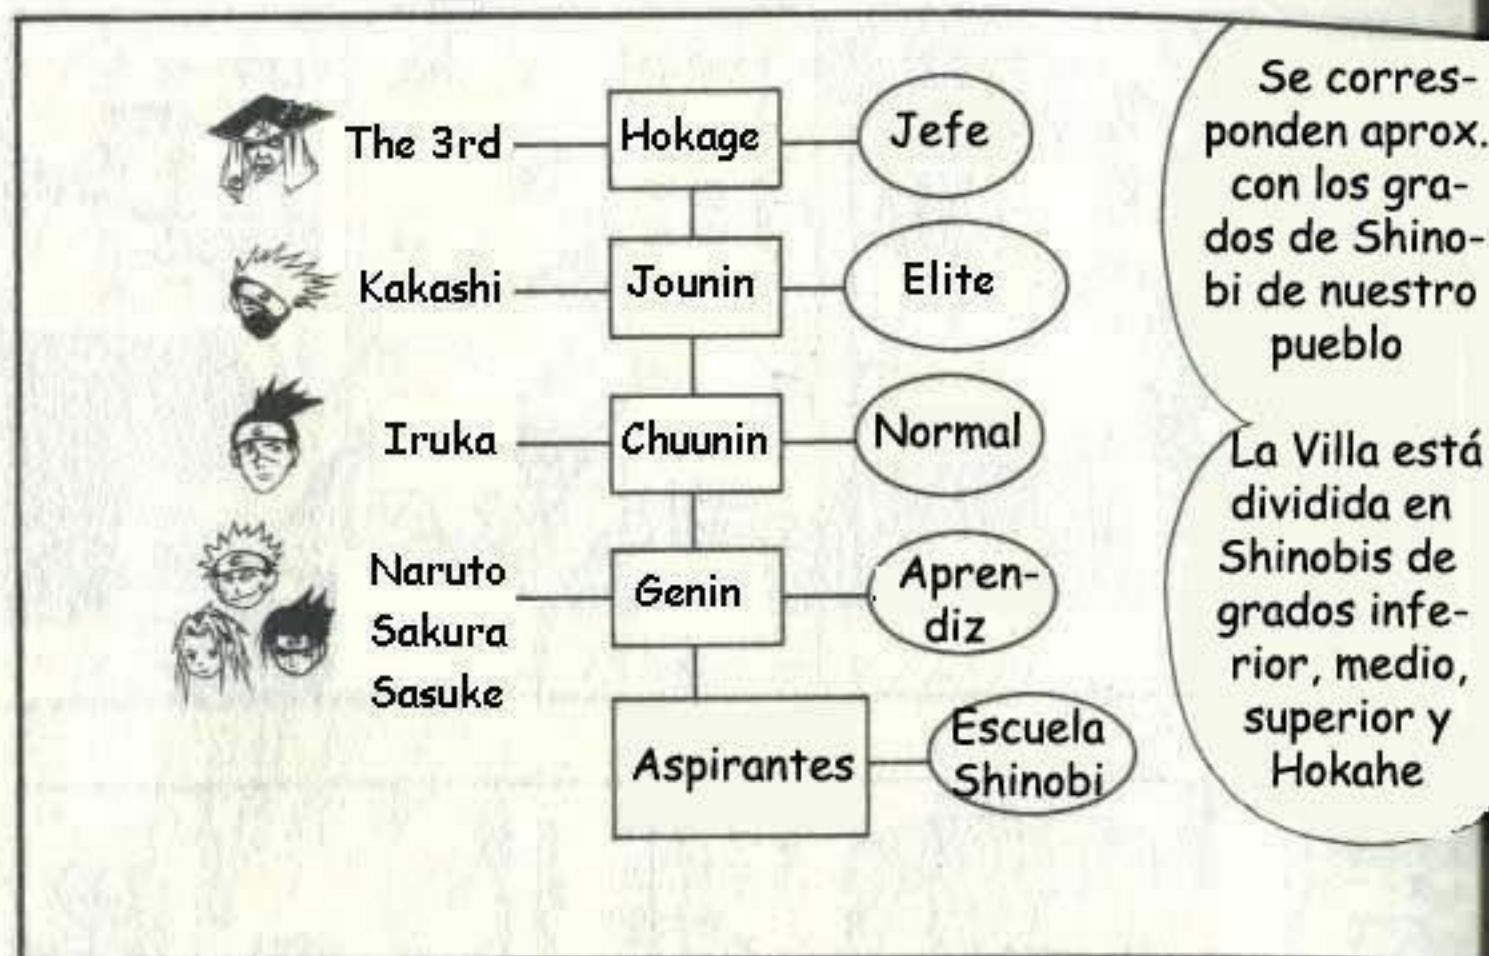 The 3rd
Hokage
Jefe
Kakashi
Jounin
Elite
Iruka
Chuunin
Normal
Naruto
Sakura
Sasuke
Genin
Apren-
diz
Aspirantes
Escuela
Shinobi
Se corres-
ponden aprox.
con los gra-
dos de Shino-
bi de nuestro
pueblo
La Villa está
dividida en
Shinobis de
grados infe-
rior, medio,
superior y
Hokahe